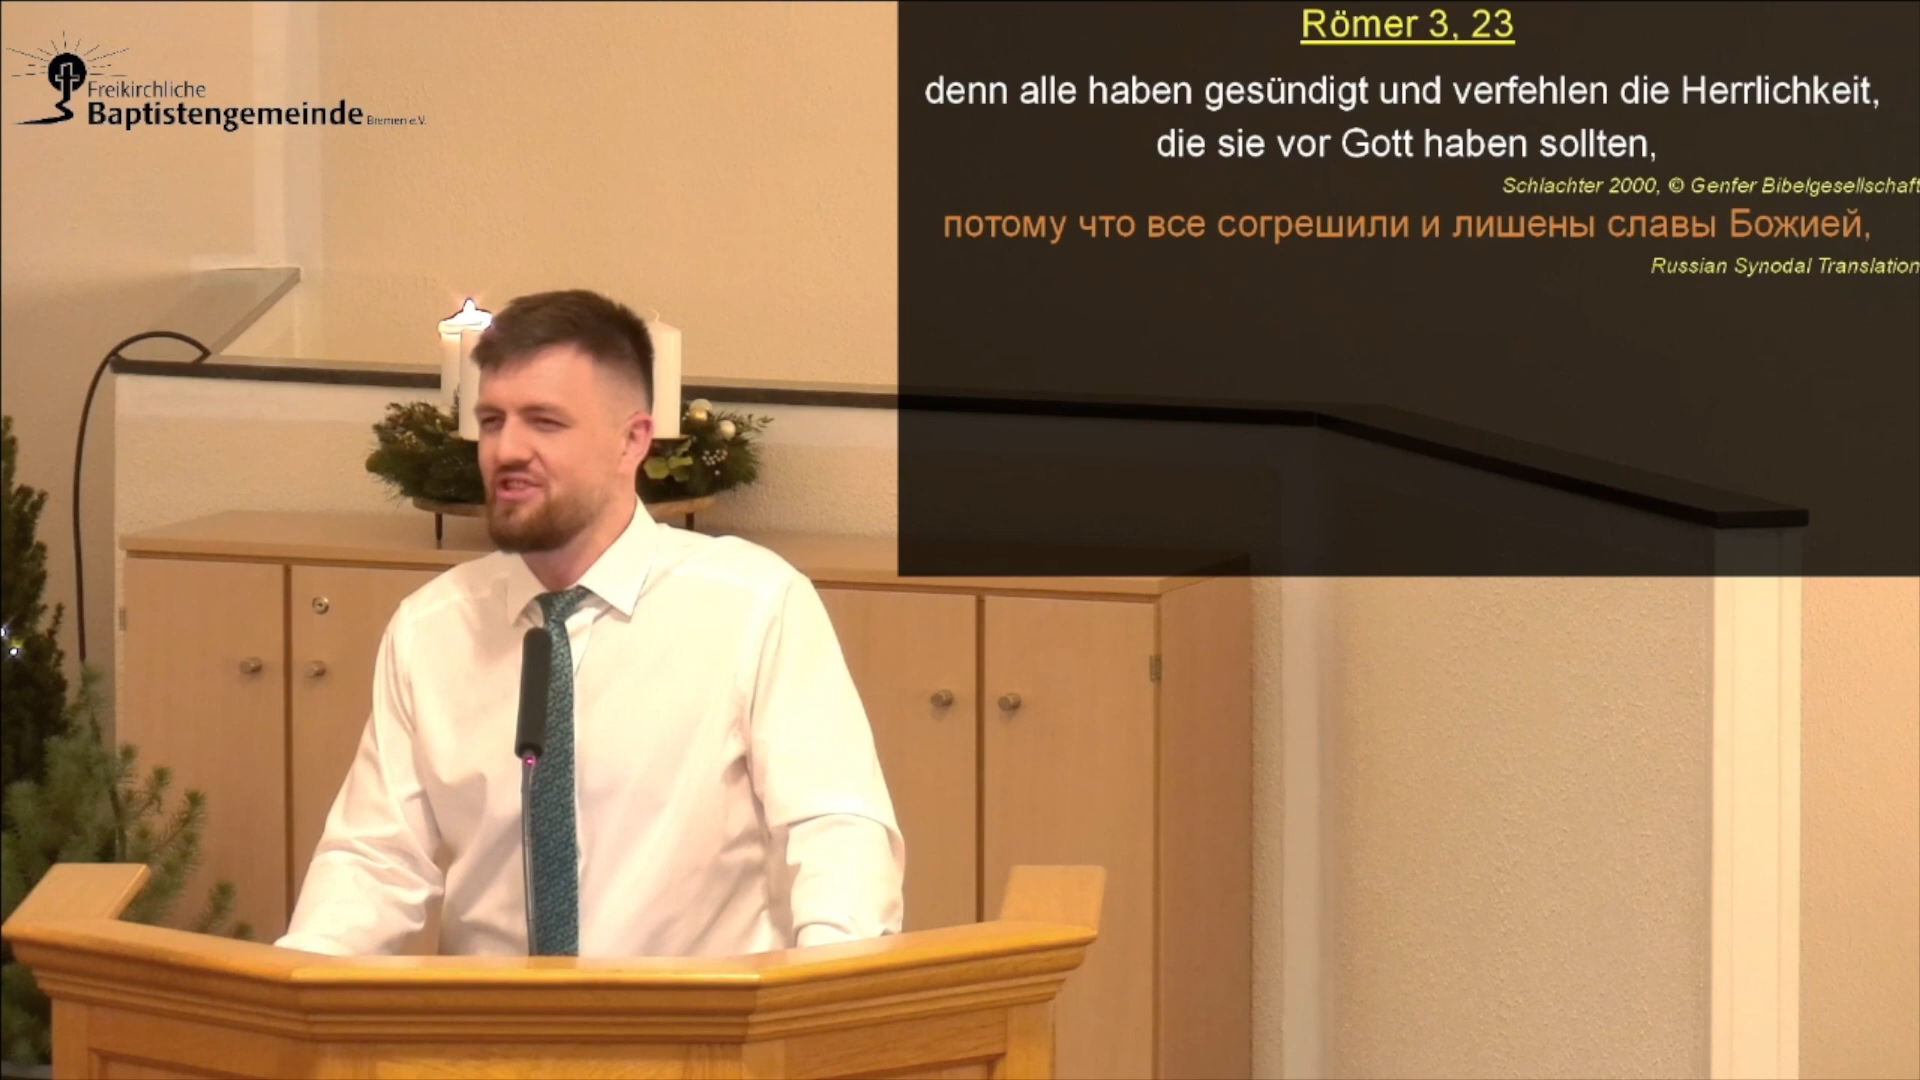 Freikirchliche
Baptistengemeinde Bremen e.V.
Römer 3, 23
denn alle haben gesündigt und verfehlen die Herrlichkeit,
die sie vor Gott haben sollten,
Schlachter 2000, © Genfer Bibelgesellschaft
потому что все согрешили и лишены славы Божией,
Russian Synodal Translation